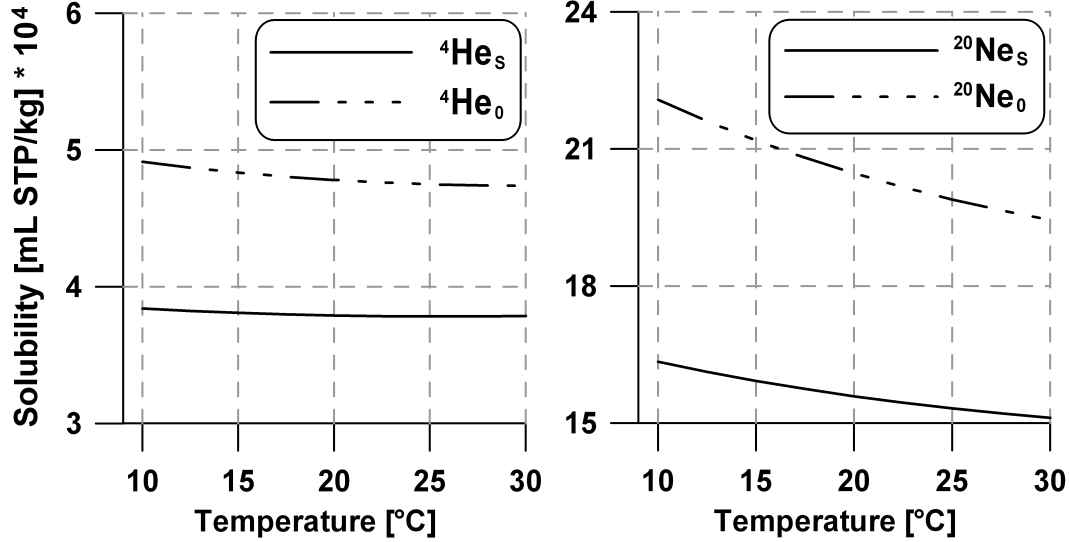 Solubility [mL STP/kg] * 10⁴
6
5
4
3
⁴Heₛ
⁴He₀
10 15 20 25 30
Temperature [°C]
24
21
18
15
²⁰Neₛ
²⁰Ne₀
10 15 20 25 30
Temperature [°C]